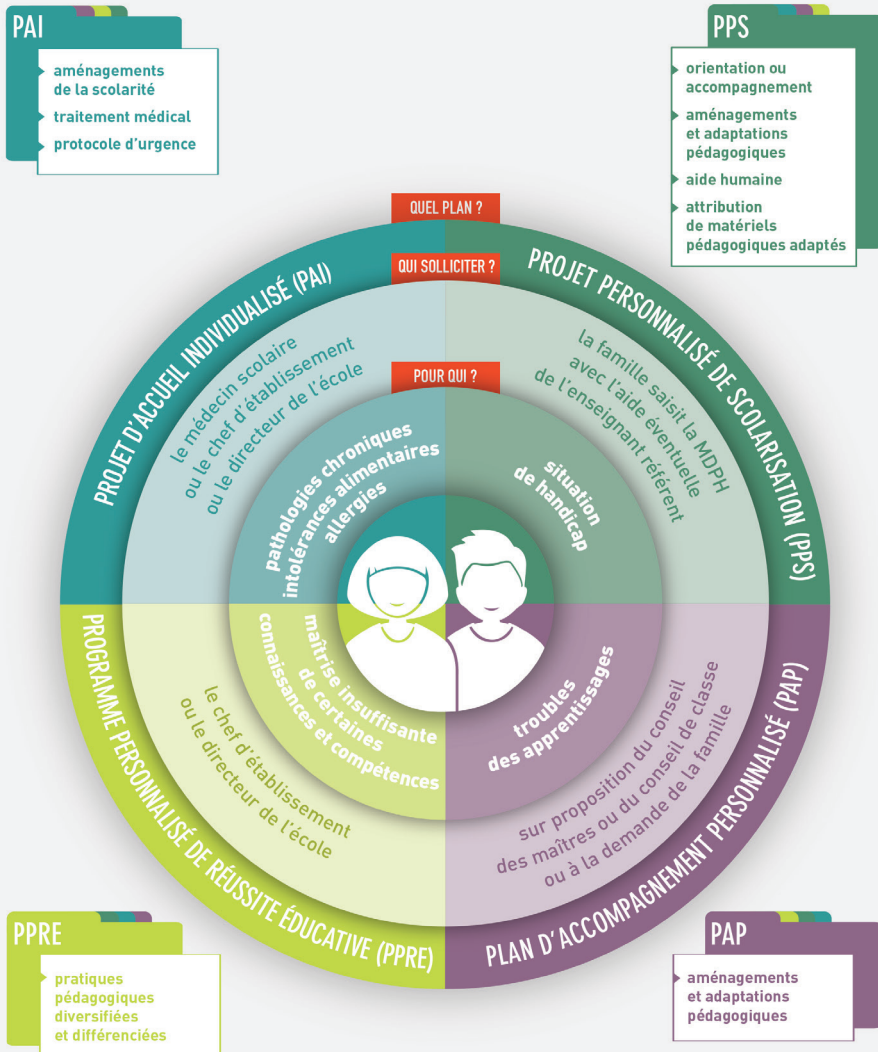 PAI
aménagements
de la scolarité
traitement médical
protocole d'urgence
PPS
orientation ou
accompagnement
aménagements
et adaptations
pédagogiques
aide humaine
attribution
de matériels
pédagogiques adaptés
QUEL PLAN ?
QUI SOLLICITER ?
POUR QUI ?
PROJET D'ACCUEIL INDIVIDUALISÉ (PAI)
le médecin scolaire
ou le chef d'établissement
ou le directeur de l'école
pathologies chroniques
intolérances alimentaires
allergies
PROJET PERSONNALISÉ DE SCOLARISATION (PPS)
la famille saisit la MDPH
avec l'aide éventuelle
de l'enseignant référent
situation
de handicap
PROGRAMME PERSONNALISÉ DE RÉUSSITE ÉDUCATIVE (PPRE)
le chef d'établissement
ou le directeur de l'école
maîtrise insuffisante
de certaines
connaissances et compétences
PLAN D'ACCOMPAGNEMENT PERSONNALISÉ (PAP)
sur proposition du conseil
des maîtres ou du conseil de classe
ou à la demande de la famille
troubles
des apprentissages
PPRE
pratiques
pédagogiques
diversifiées
et différenciées
PAP
aménagements
et adaptations
pédagogiques